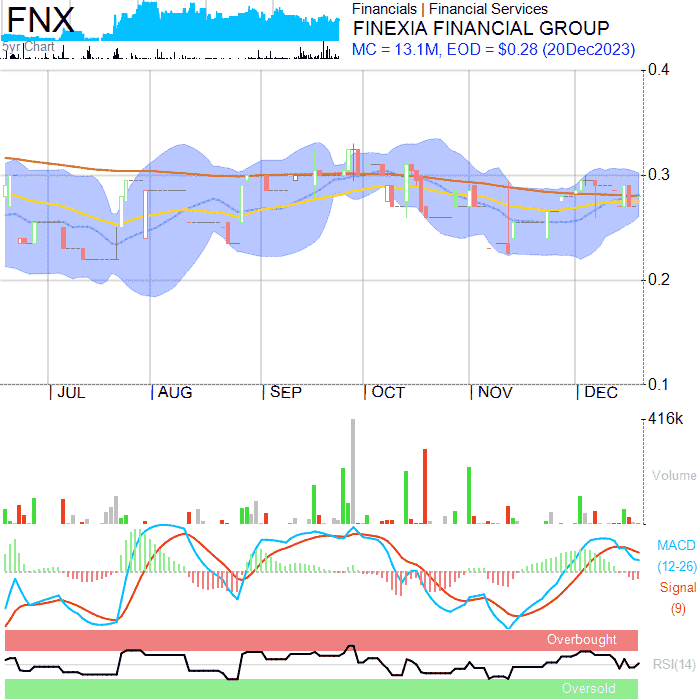 FNX
5yr Chart
Financials | Financial Services
FINEXIA FINANCIAL GROUP
MC = 13.1M, EOD = $0.28 (20Dec2023)
0.4
0.3
0.2
0.1
JUL AUG SEP OCT NOV DEC
416k
Volume
MACD
(12-26)
Signal
(9)
Overbought
RSI(14)
Oversold